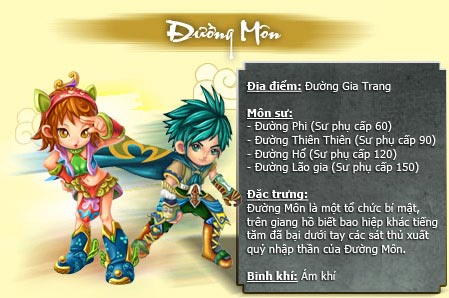 Đường Môn
Địa điểm: Đường Gia Trang
Môn sư:
- Đường Phi (Sư phụ cấp 60)
- Đường Thiên Thiên (Sư phụ cấp 90)
- Đường Hổ (Sư phụ cấp 120)
- Đường Lão gia (Sư phụ cấp 150)
Đặc trưng:
Đường Môn là một tổ chức bí mật,
trên giang hồ biết bao hiệp khác tiếng
tăm đã bại dưới tay các sát thủ xuất
quỷ nhập thần của Đường Môn.
Binh khí: Ám khí